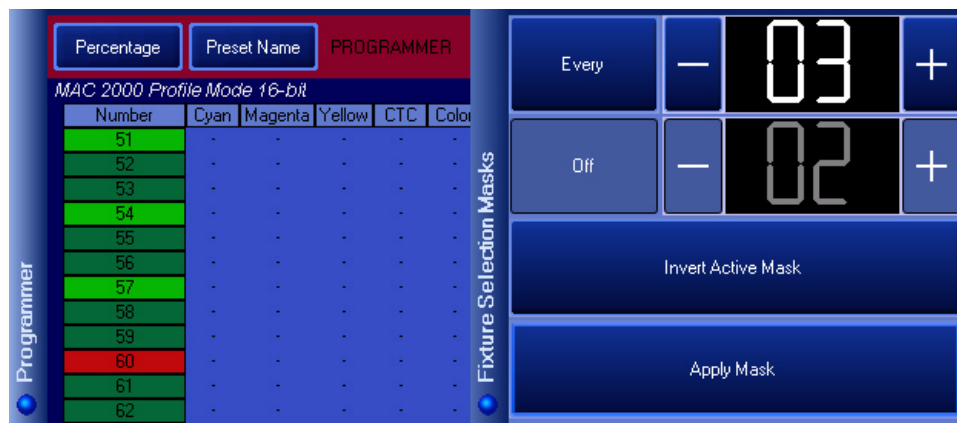 Percentage Preset Name PROGRAMMER
MAC 2000 Profile Mode 16-bit
Number Cyan Magenta Yellow CTC Color
51 - - - - -
52 - - - - -
53 - - - - -
54 - - - - -
55 - - - - -
56 - - - - -
57 - - - - -
58 - - - - -
59 - - - - -
60 - - - - -
61 - - - - -
62 - - - - -
Programmer
Fixture Selection Masks
Every − 03 +
Off − 02 +
Invert Active Mask
Apply Mask